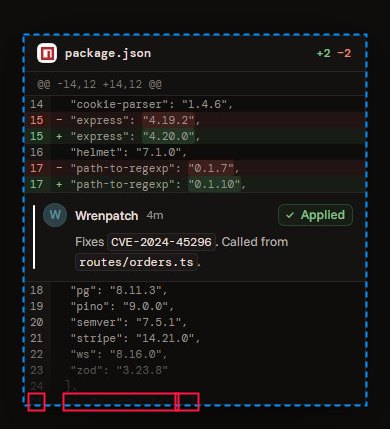 package.json +2 −2
@@ -14,12 +14,12 @@
14 "cookie-parser": "1.4.6",
15 − "express": "4.19.2",
15 + "express": "4.20.0",
16 "helmet": "7.1.0",
17 − "path-to-regexp": "0.1.7",
17 + "path-to-regexp": "0.1.10",
W Wrenpatch 4m ✓ Applied
Fixes CVE-2024-45296. Called from
routes/orders.ts.
18 "pg": "8.11.3",
19 "pino": "9.0.0",
20 "semver": "7.5.1",
21 "stripe": "14.21.0",
22 "ws": "8.16.0",
23 "zod": "3.23.8"
24 },